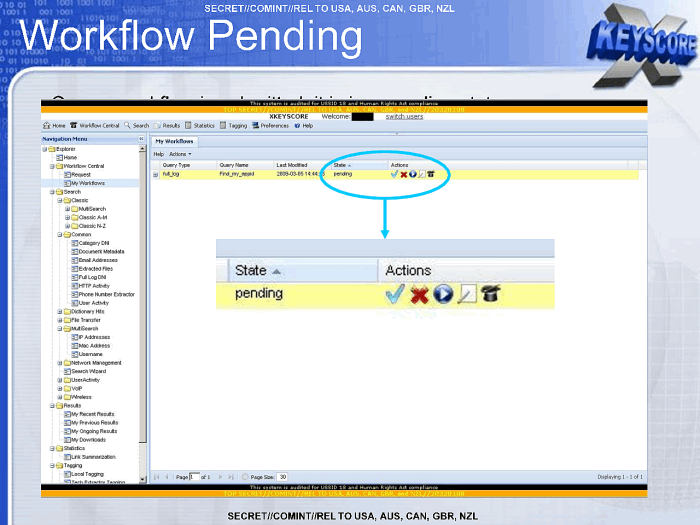 SECRET//COMINT//REL TO USA, AUS, CAN, GBR, NZL
Workflow Pending
XKEYSCORE
This system is audited for USSID 18 and Human Rights Act compliance
TOP SECRET//COMINT//REL TO USA, AUS, CAN, GBR, and NZL//20320108
XKEYSCORE Welcome: switch users
Home Workflow Central Search Results Statistics Tagging Preferences Help
Navigation Menu
My Workflows
Explorer
Help Actions
Home
Query Type Query Name Last Modified State Actions
Workflow Central
full_log Find_my_appid 2009-03-05 14:44: pending
Request
My Workflows
Search
Classic
MultiSearch
Classic A-M
Classic N-Z
Common
Category DNI
Document Metadata
Email Addresses
Extracted Files
Full Log DNI
HTTP Activity
Phone Number Extractor
User Activity
State Actions
pending
Dictionary Hits
File Transfer
MultiSearch
IP Addresses
Mac Address
Username
Network Management
Search Wizard
UserActivity
VoIP
Wireless
Results
My Recent Results
My Previous Results
My Ongoing Results
My Downloads
Statistics
Link Summarization
Tagging
Local Tagging
Tech Extractor Tagging
Page 1 of 1 Page Size: 30 Displaying 1 - 1 of 1
This system is audited for USSID 18 and Human Rights Act compliance
TOP SECRET//COMINT//REL TO USA, AUS, CAN, GBR, and NZL//20320108
SECRET//COMINT//REL TO USA, AUS, CAN, GBR, NZL